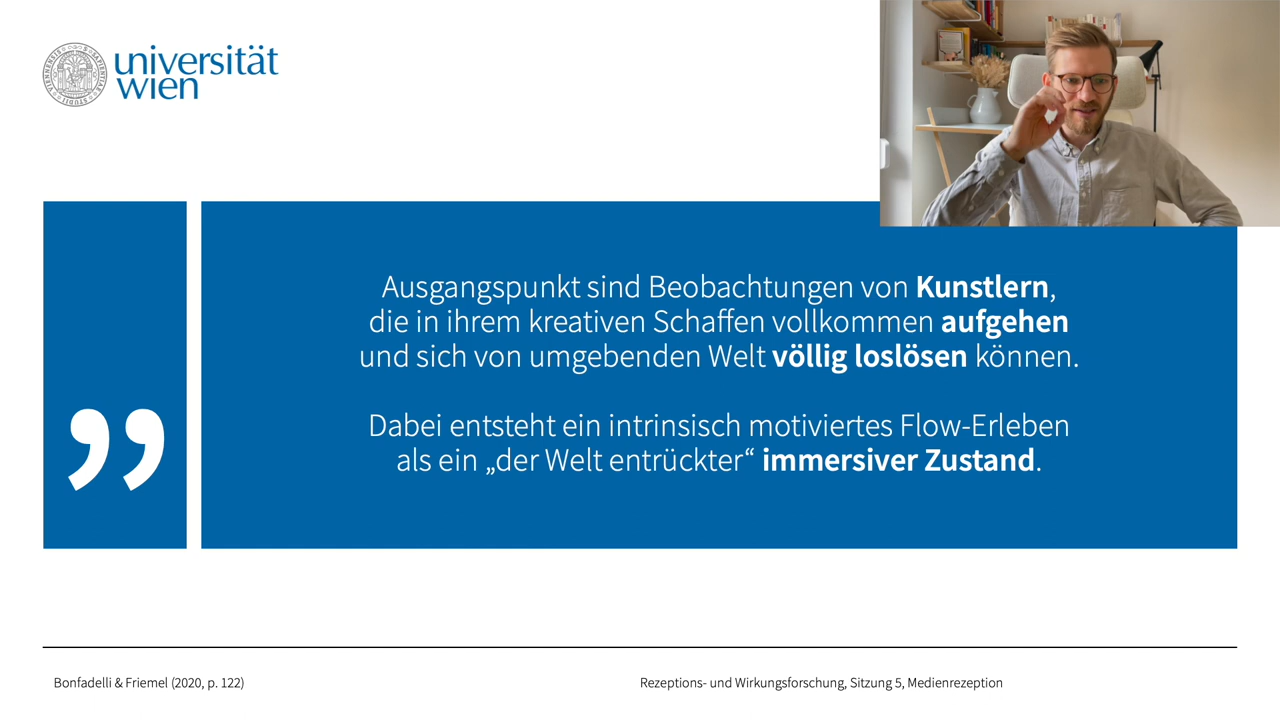 universität
wien
Ausgangspunkt sind Beobachtungen von Kunstlern,
die in ihrem kreativen Schaffen vollkommen aufgehen
und sich von umgebenden Welt völlig loslösen können.
Dabei entsteht ein intrinsisch motiviertes Flow-Erleben
als ein „der Welt entrückter“ immersiver Zustand.
Bonfadelli & Friemel (2020, p. 122)
Rezeptions- und Wirkungsforschung, Sitzung 5, Medienrezeption